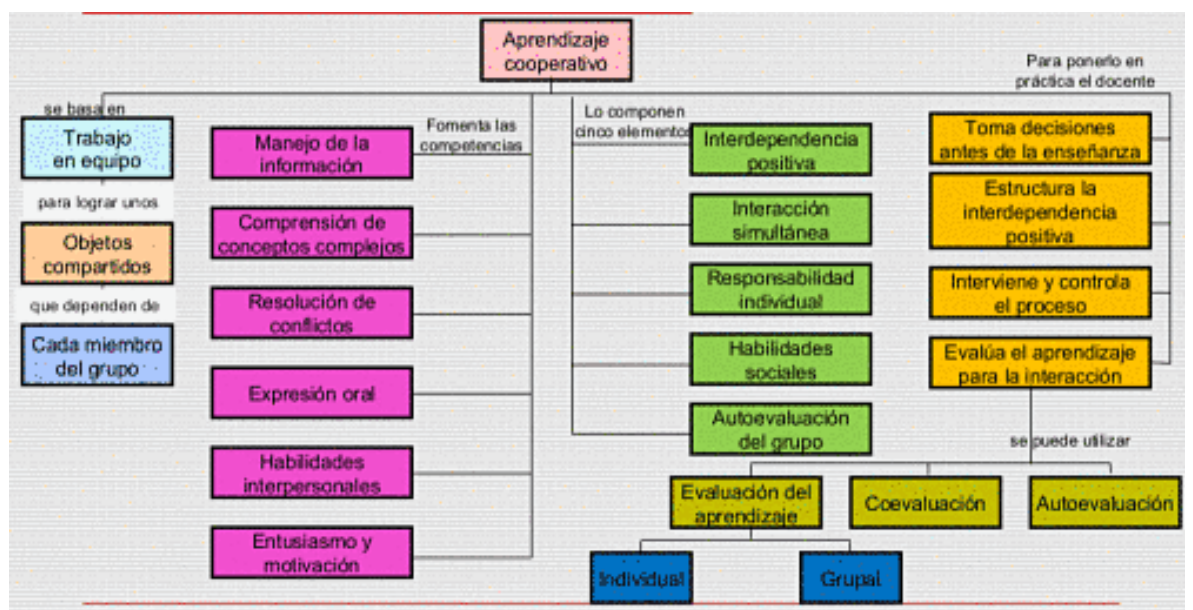 Aprendizaje
cooperativo
se basa en
Trabajo
en equipo
para lograr unos
Objetos
compartidos
que dependen de
Cada miembro
del grupo
Fomenta las
competencias
Manejo de la
información
Comprensión de
conceptos complejos
Resolución de
conflictos
Expresión oral
Habilidades
interpersonales
Entusiasmo y
motivación
Lo componen
cinco elementos
Interdependencia
positiva
Interacción
simultánea
Responsabilidad
individual
Habilidades
sociales
Autoevaluación
del grupo
Para ponerlo en
práctica el docente
Toma decisiones
antes de la enseñanza
Estructura la
interdependencia
positiva
Interviene y controla
el proceso
Evalúa el aprendizaje
para la interacción
se puede utilizar
Evaluación del
aprendizaje
Coevaluación
Autoevaluación
Individual
Grupal